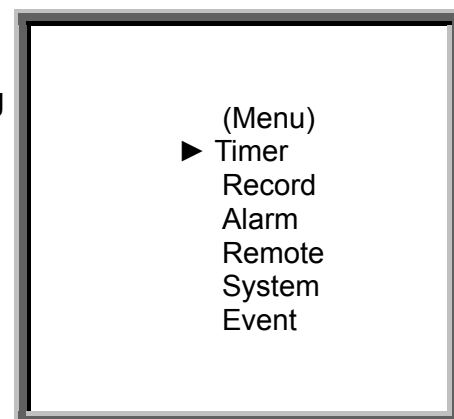 (Menu)
► Timer
Record
Alarm
Remote
System
Event